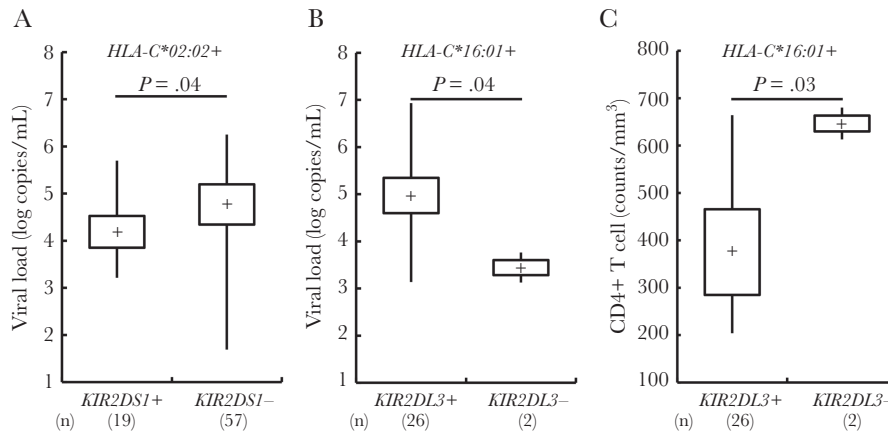 A
HLA-C*02:02+
P = .04
Viral load (log copies/mL)
8
7
6
5
4
3
2
1
KIR2DS1+
KIR2DS1–
(n)
(19)
(57)
B
HLA-C*16:01+
P = .04
Viral load (log copies/mL)
8
7
6
5
4
3
2
1
KIR2DL3+
KIR2DL3–
(n)
(26)
(2)
C
HLA-C*16:01+
P = .03
CD4+ T cell (counts/mm³)
800
700
600
500
400
300
200
100
KIR2DL3+
KIR2DL3–
(n)
(26)
(2)